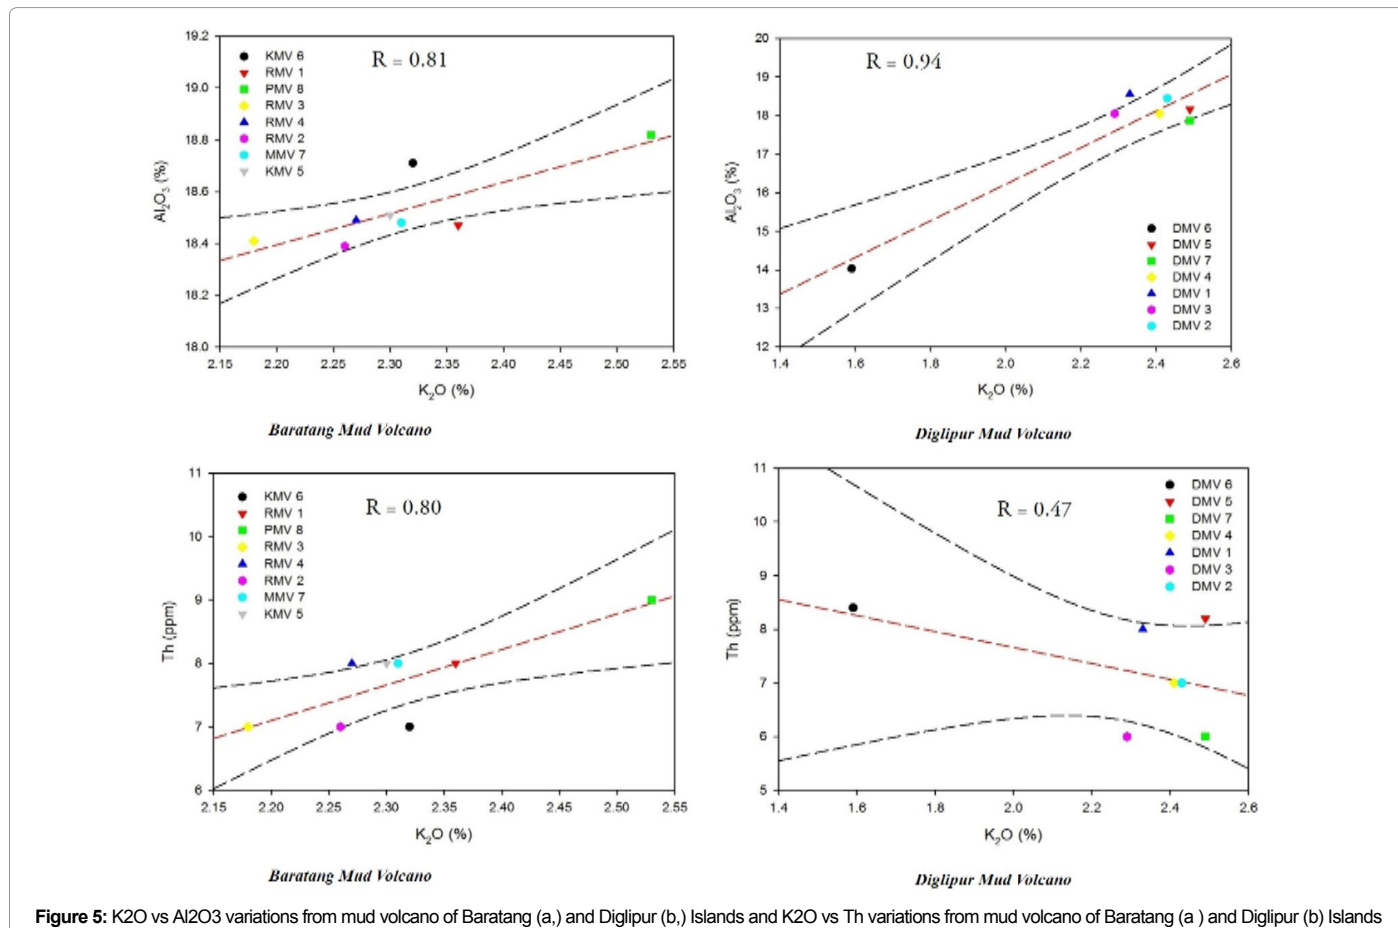 19.2
19.0
18.8
18.6
18.4
18.2
18.0
Al2O3 (%)
KMV 6
RMV 1
PMV 8
RMV 3
RMV 4
RMV 2
MMV 7
KMV 5
R = 0.81
2.15 2.20 2.25 2.30 2.35 2.40 2.45 2.50 2.55
K2O (%)
Baratang Mud Volcano
20
19
18
17
16
15
14
13
12
Al2O3 (%)
R = 0.94
DMV 6
DMV 5
DMV 7
DMV 4
DMV 1
DMV 3
DMV 2
1.4 1.6 1.8 2.0 2.2 2.4 2.6
K2O (%)
Diglipur Mud Volcano
11
10
9
8
7
6
Th (ppm)
KMV 6
RMV 1
PMV 8
RMV 3
RMV 4
RMV 2
MMV 7
KMV 5
R = 0.80
2.15 2.20 2.25 2.30 2.35 2.40 2.45 2.50 2.55
K2O (%)
Baratang Mud Volcano
11
10
9
8
7
6
5
Th (ppm)
R = 0.47
DMV 6
DMV 5
DMV 7
DMV 4
DMV 1
DMV 3
DMV 2
1.4 1.6 1.8 2.0 2.2 2.4 2.6
K2O (%)
Diglipur Mud Volcano
Figure 5: K2O vs Al2O3 variations from mud volcano of Baratang (a,) and Diglipur (b,) Islands and K2O vs Th variations from mud volcano of Baratang (a ) and Diglipur (b) Islands